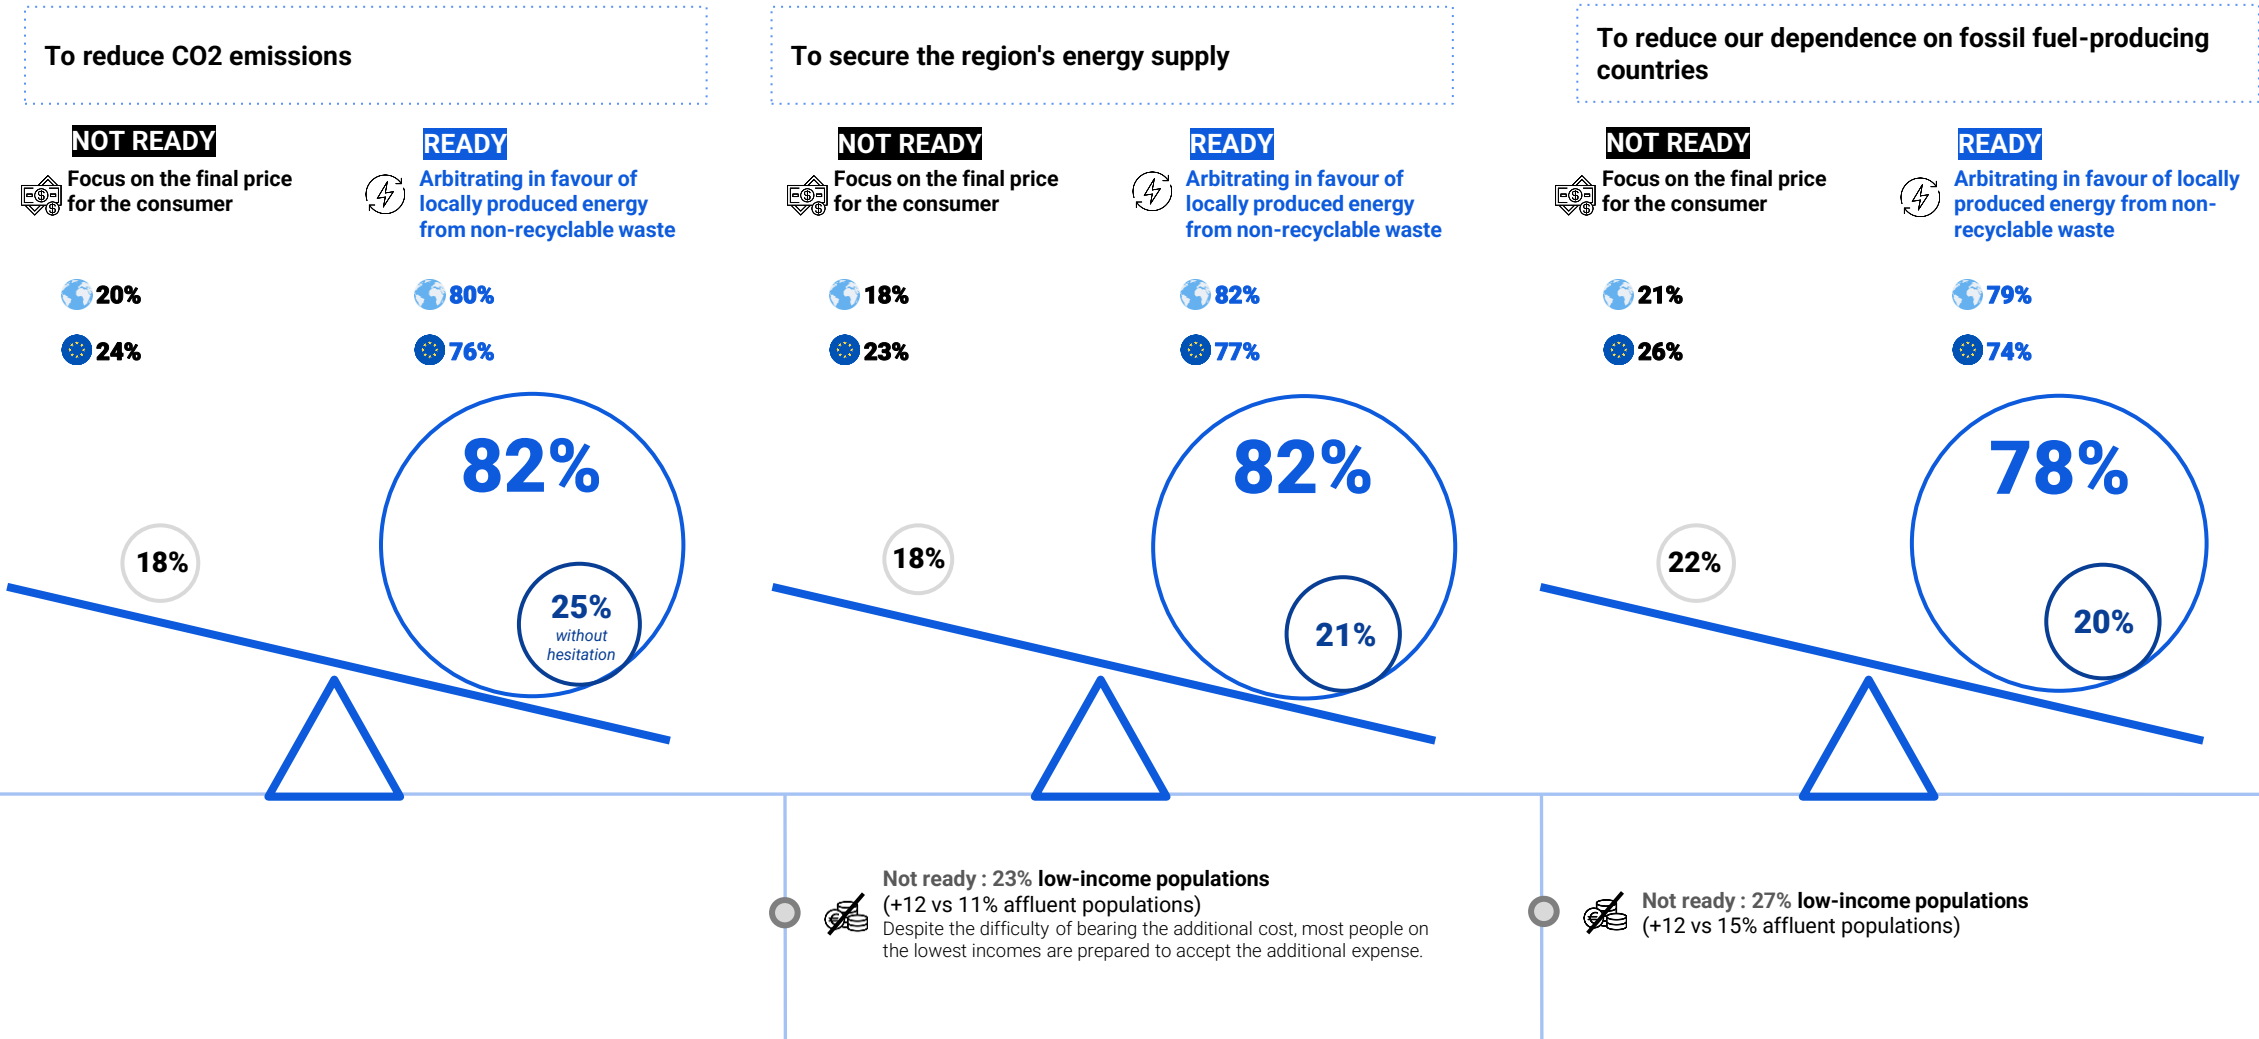 To reduce CO2 emissions
NOT READY
Focus on the final price
for the consumer
READY
Arbitrating in favour of
locally produced energy
from non-recyclable waste
20%
80%
24%
76%
82%
18%
25%
without
hesitation
To secure the region's energy supply
NOT READY
Focus on the final price
for the consumer
READY
Arbitrating in favour of
locally produced energy
from non-recyclable waste
18%
82%
23%
77%
82%
18%
21%
Not ready : 23% low-income populations
(+12 vs 11% affluent populations)
Despite the difficulty of bearing the additional cost, most people on
the lowest incomes are prepared to accept the additional expense.
To reduce our dependence on fossil fuel-producing
countries
NOT READY
Focus on the final price
for the consumer
READY
Arbitrating in favour of locally
produced energy from non-
recyclable waste
21%
79%
26%
74%
78%
22%
20%
Not ready : 27% low-income populations
(+12 vs 15% affluent populations)